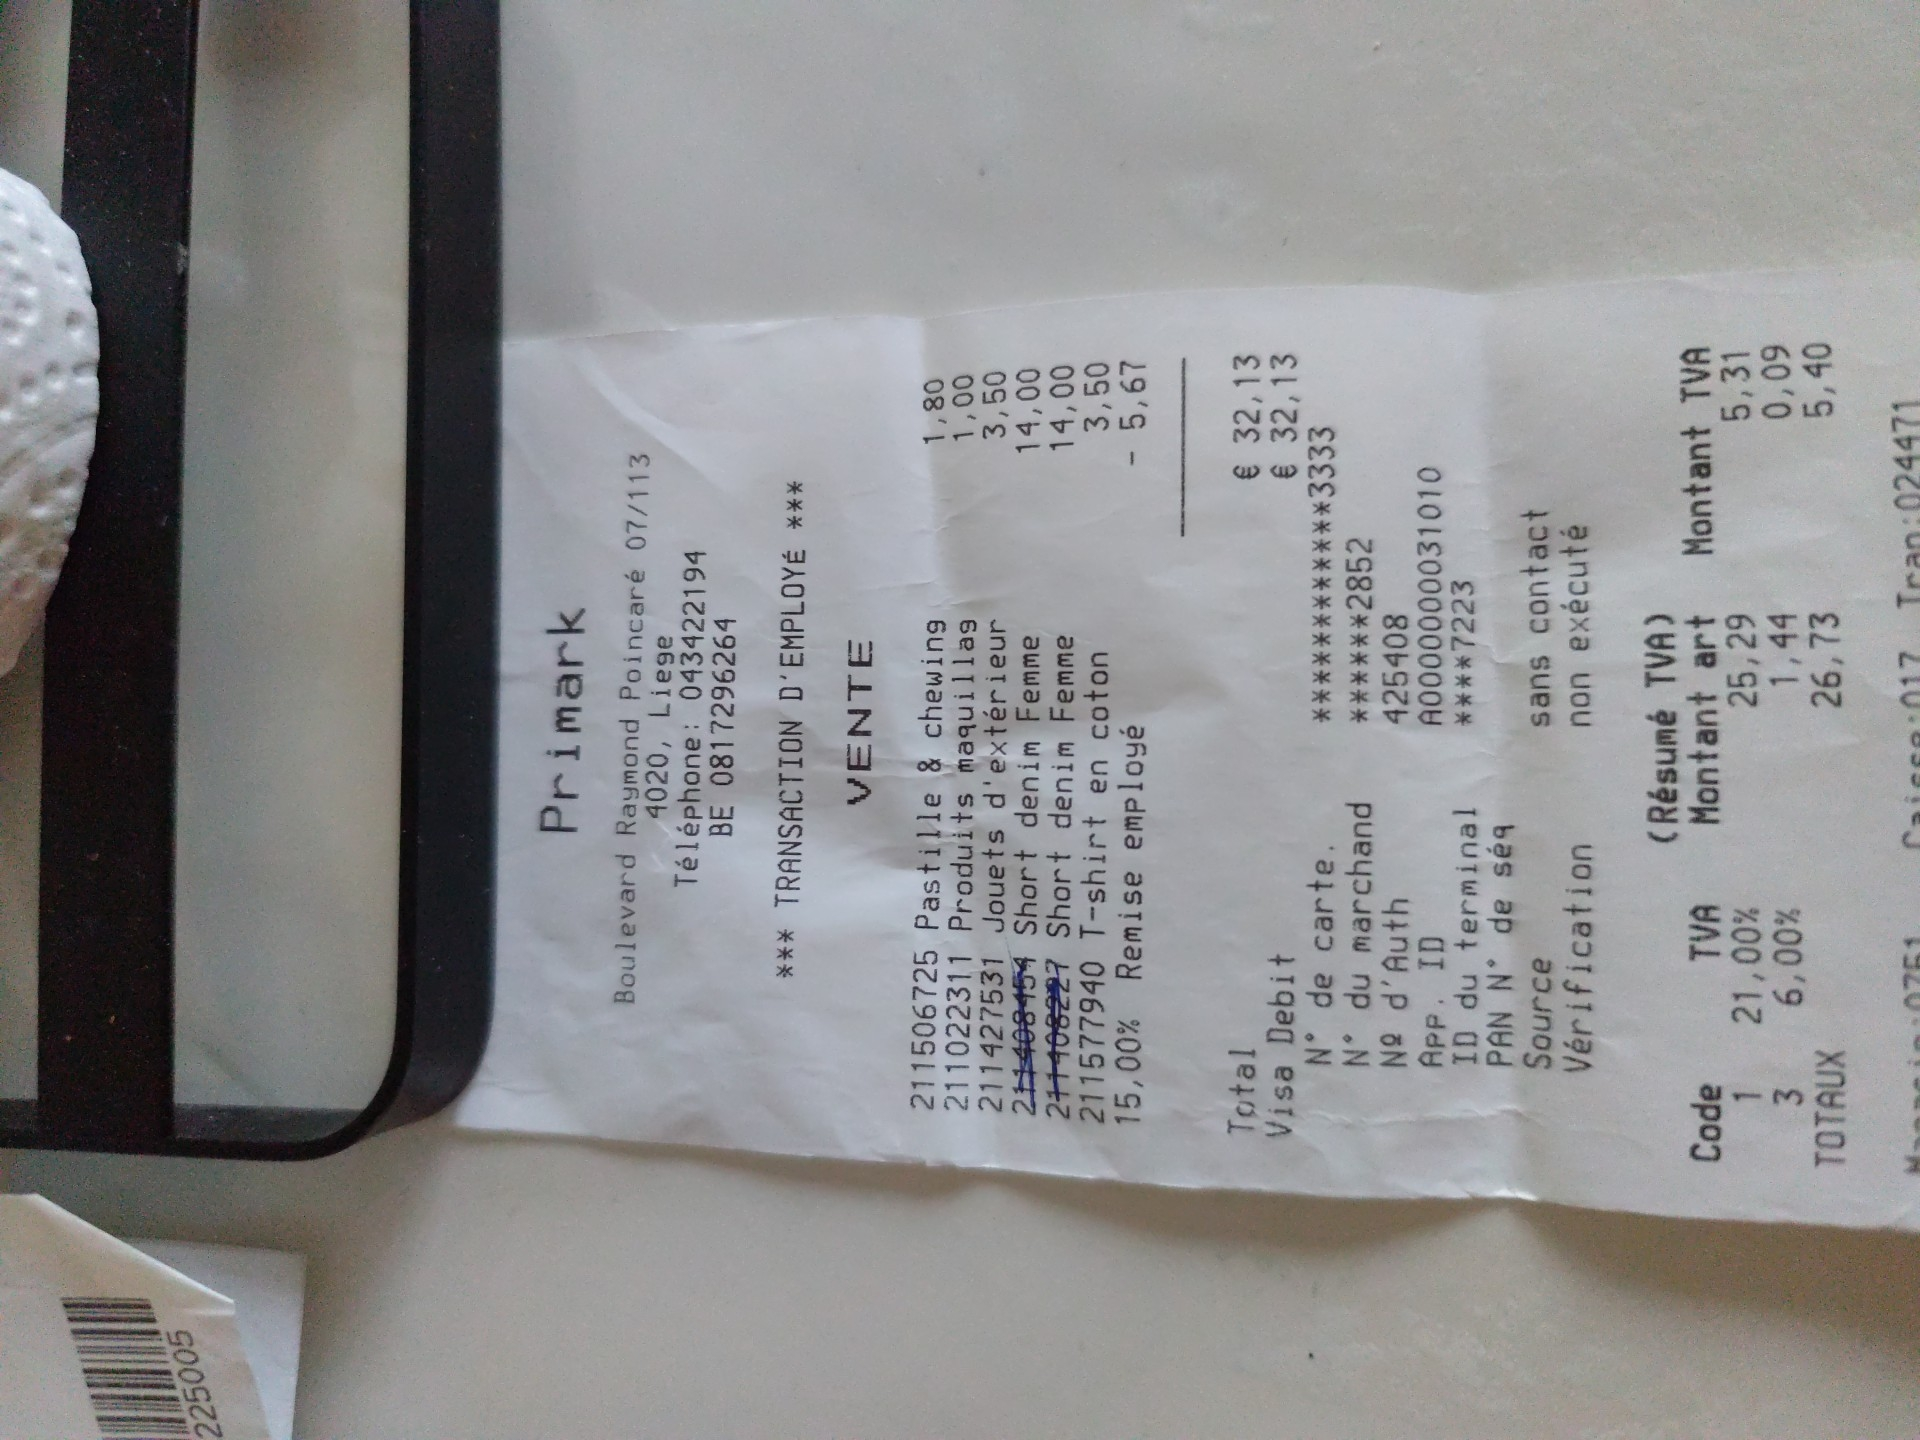 Primark
Boulevard Raymond Poincaré 07/113
4020, Liege
Téléphone: 043422194
BE 0817296264
*** TRANSACTION D'EMPLOYÉ ***
VENTE
211506725 Pastille & chewing 1,80
211022311 Produits maquillag 1,00
211427531 Jouets d'extérieur 3,50
Short denim Femme 14,00
Short denim Femme 14,00
211577940 T-shirt en coton 3,50
15,00% Remise employé - 5,67
Total € 32,13
Visa Debit € 32,13
N° de carte. ************3333
N° du marchand ******2852
Nº d'Auth 425408
App. ID A0000000031010
ID du terminal ****7223
PAN N° de séq
Source sans contact
Vérification non exécuté
(Résumé TVA)
Code TVA Montant art Montant TVA
1 21,00% 25,29 5,31
3 6,00% 1,44 0,09
TOTAUX 26,73 5,40
Caisse:017 Tran:024471
225005